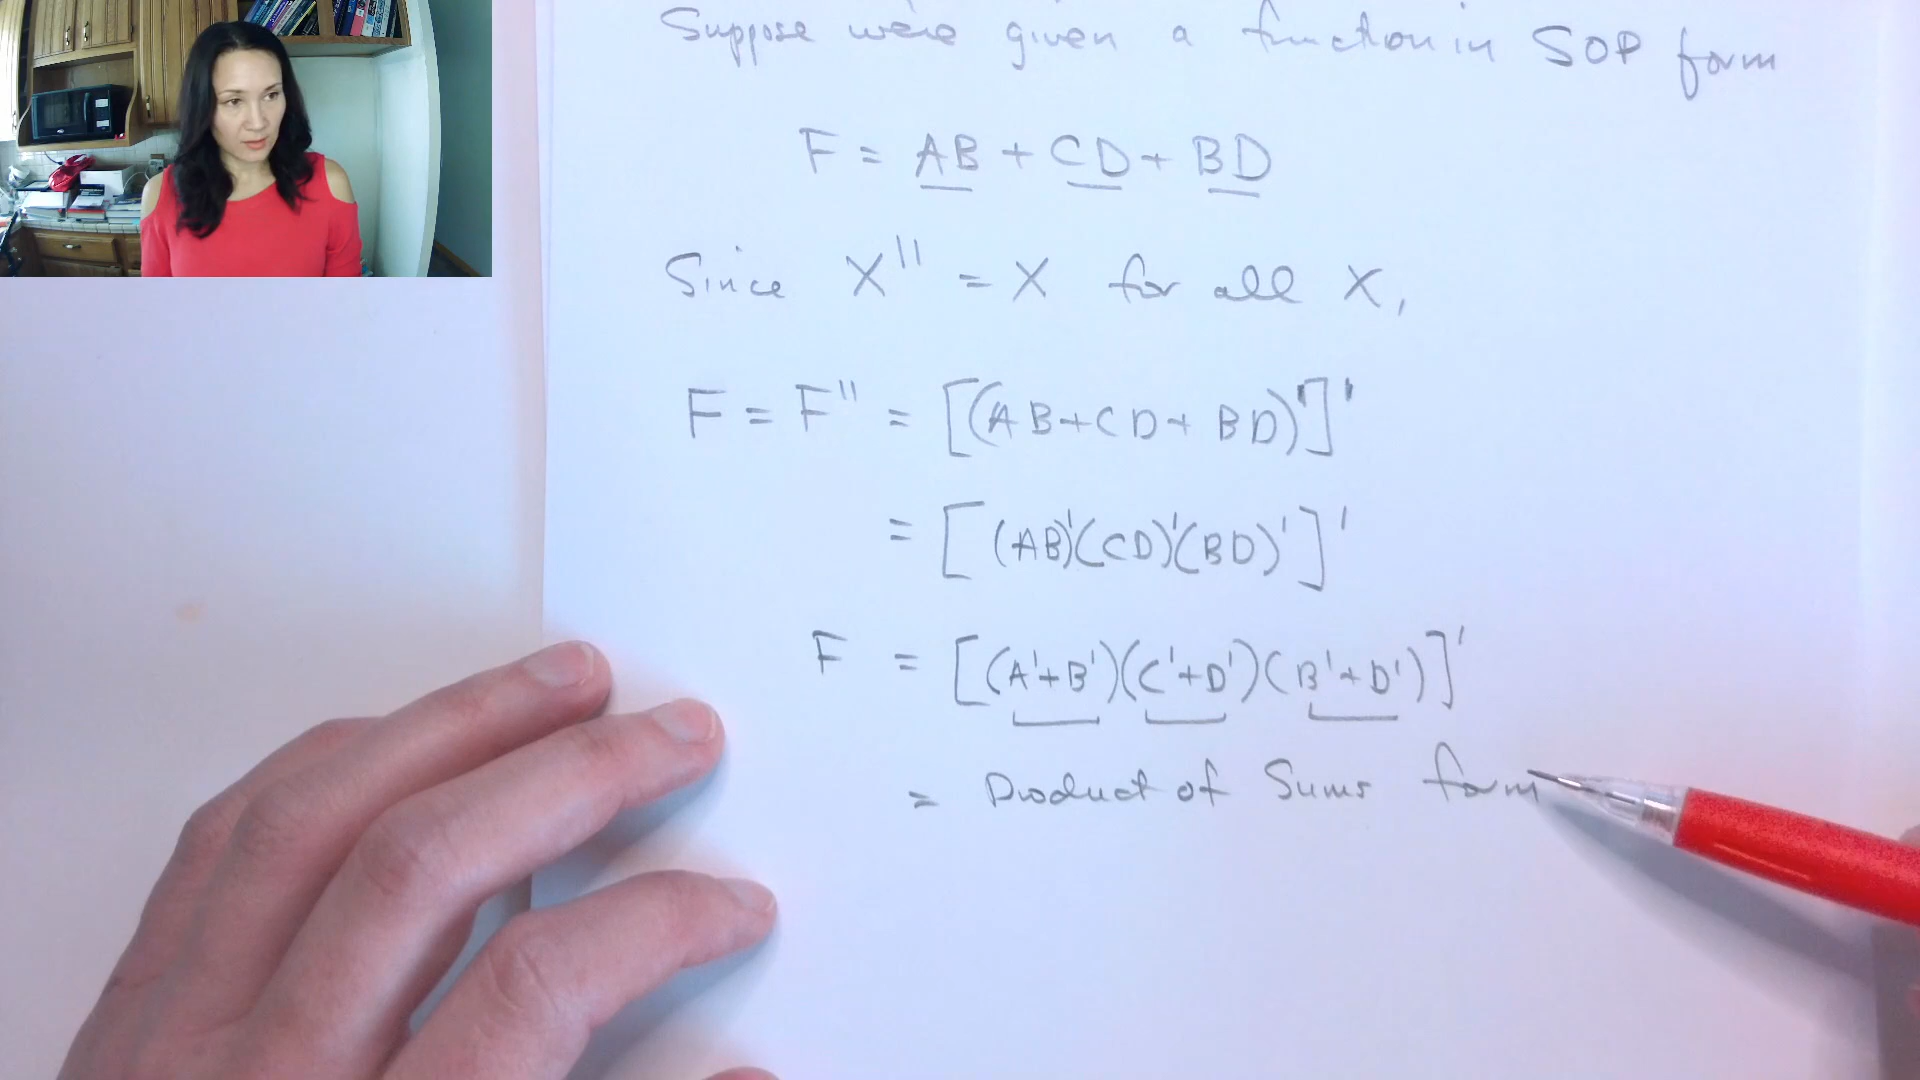 Suppose we're given a function in SOP form
F = AB + CD + BD
Since X'' = X for all X,
F = F'' = [(AB+CD+BD)']'
= [(AB)'(CD)'(BD)']'
F = [(A'+B')(C'+D')(B'+D')]'
= Product of Sums form